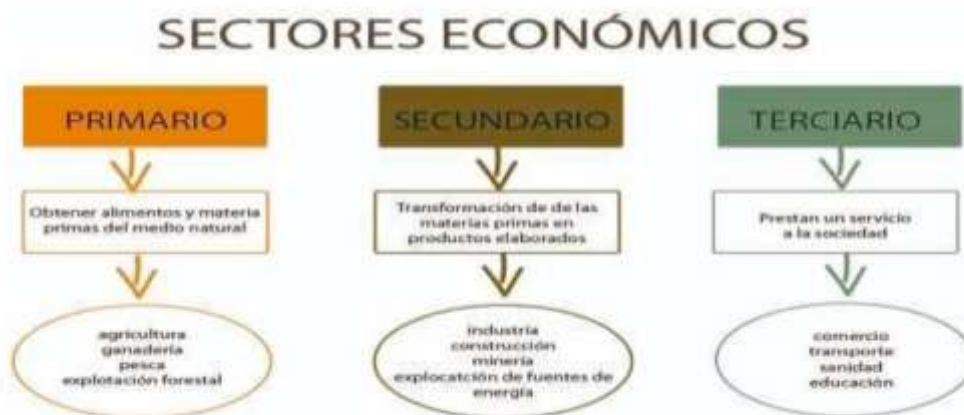 SECTORES ECONÓMICOS
PRIMARIO
Obtener alimentos y materia
primas del medio natural
agricultura
ganadería
pesca
explotación forestal
SECUNDARIO
Transformación de de las
materias primas en
productos elaborados
industria
construcción
minería
explocatción de fuentes de
energía
TERCIARIO
Prestan un servicio
a la sociedad
comercio
transporte
sanidad
educación